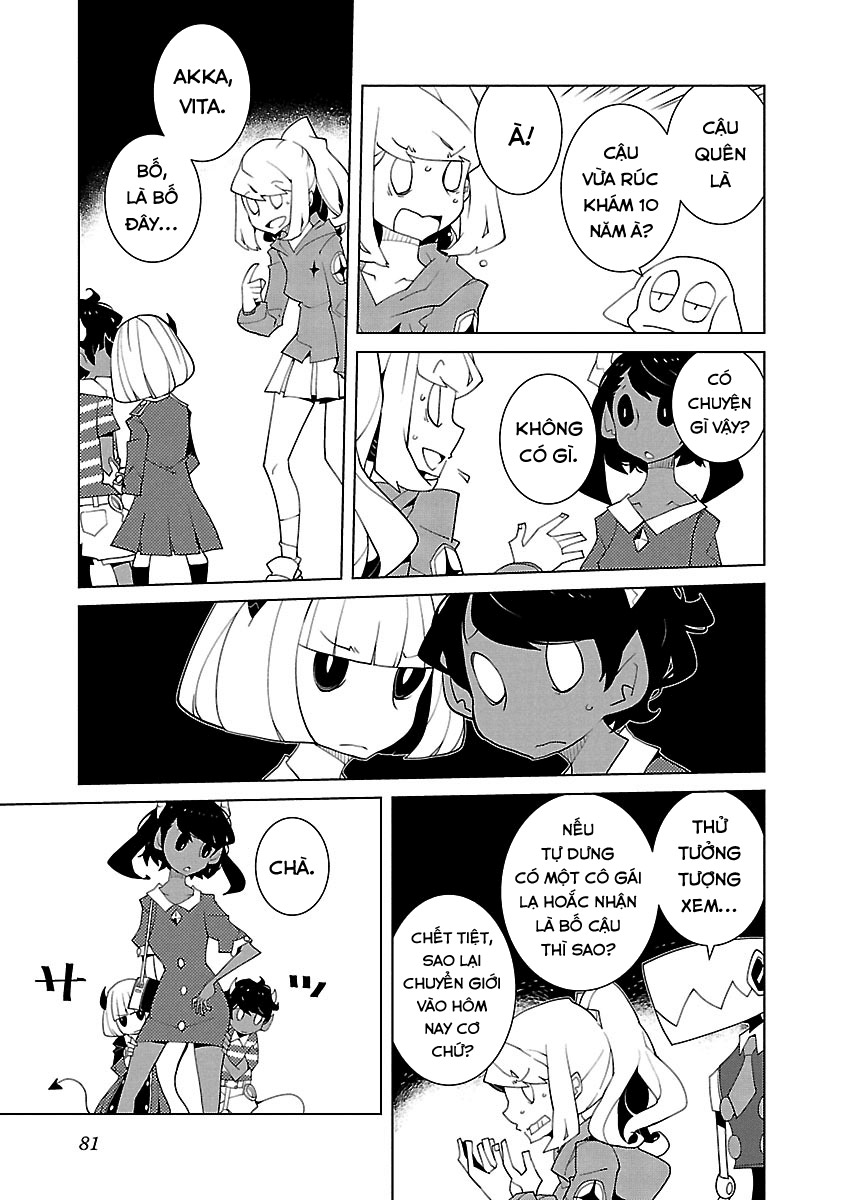 CẬU
QUÊN
LÀ
CẬU
VỪA RÚC
KHÁM 10
NĂM À?
À!
CÓ
CHUYỆN
GÌ VẬY?
KHÔNG
CÓ GÌ.
AKKA,
VITA.
BỐ,
LÀ BỐ
ĐÂY...
THỬ
TƯỞNG
TƯỢNG
XEM...
NẾU
TỰ DƯNG
CÓ MỘT CÔ GÁI
LẠ HOẮC NHẬN
LÀ BỐ CẬU
THÌ SAO?
CHẾT TIỆT,
SAO LẠI
CHUYỂN GIỚI
VÀO HÔM
NAY CƠ
CHỨ?
CHÀ.
81